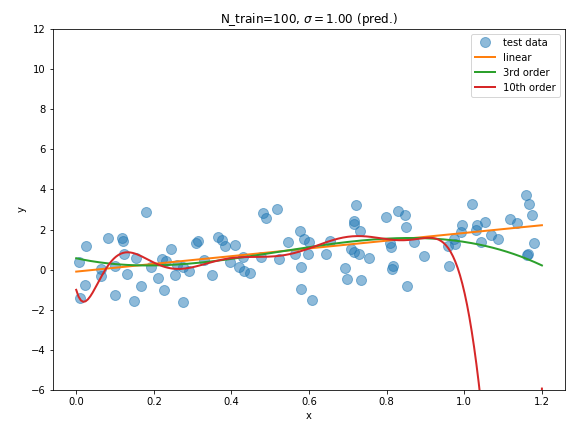 N_train=100, σ = 1.00 (pred.)
12
10
8
6
4
2
0
−2
−4
−6
y
test data
linear
3rd order
10th order
0.0 0.2 0.4 0.6 0.8 1.0 1.2
x